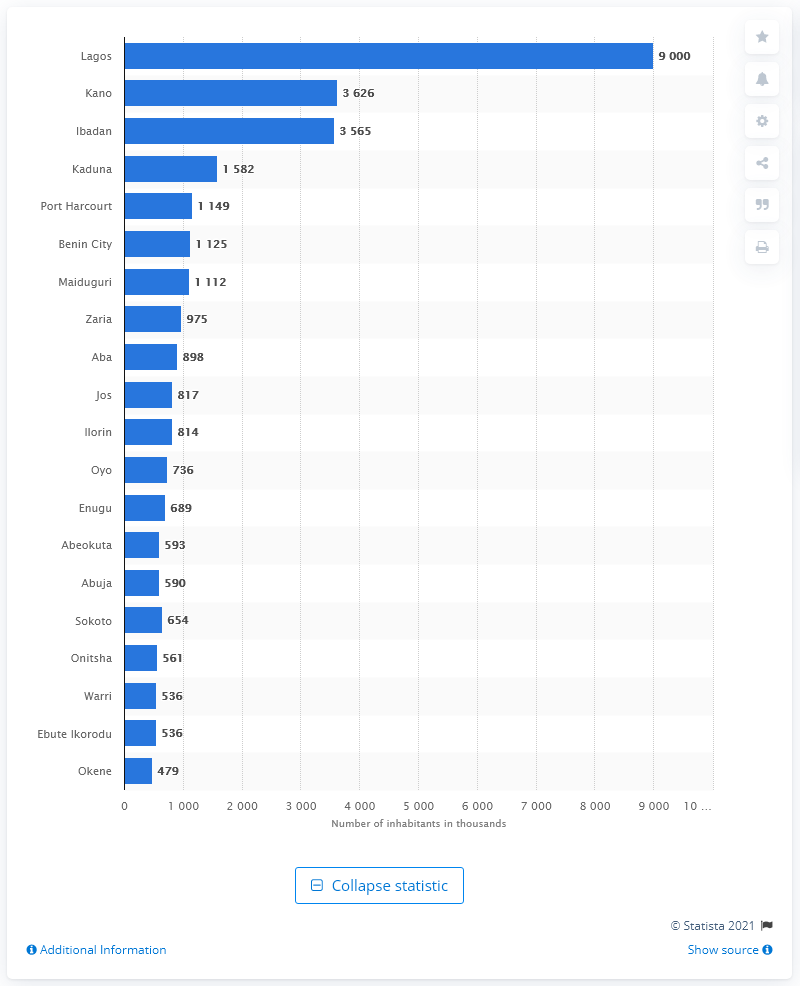 Lagos 9 000
Kano 3 626
Ibadan 3 565
Kaduna 1 582
Port Harcourt 1 149
Benin City 1 125
Maiduguri 1 112
Zaria 975
Aba 898
Jos 817
Ilorin 814
Oyo 736
Enugu 689
Abeokuta 593
Abuja 590
Sokoto 654
Onitsha 561
Warri 536
Ebute Ikorodu 536
Okene 479
0 1 000 2 000 3 000 4 000 5 000 6 000 7 000 8 000 9 000 10 ...
Number of inhabitants in thousands
Collapse statistic
© Statista 2021
Additional Information Show source